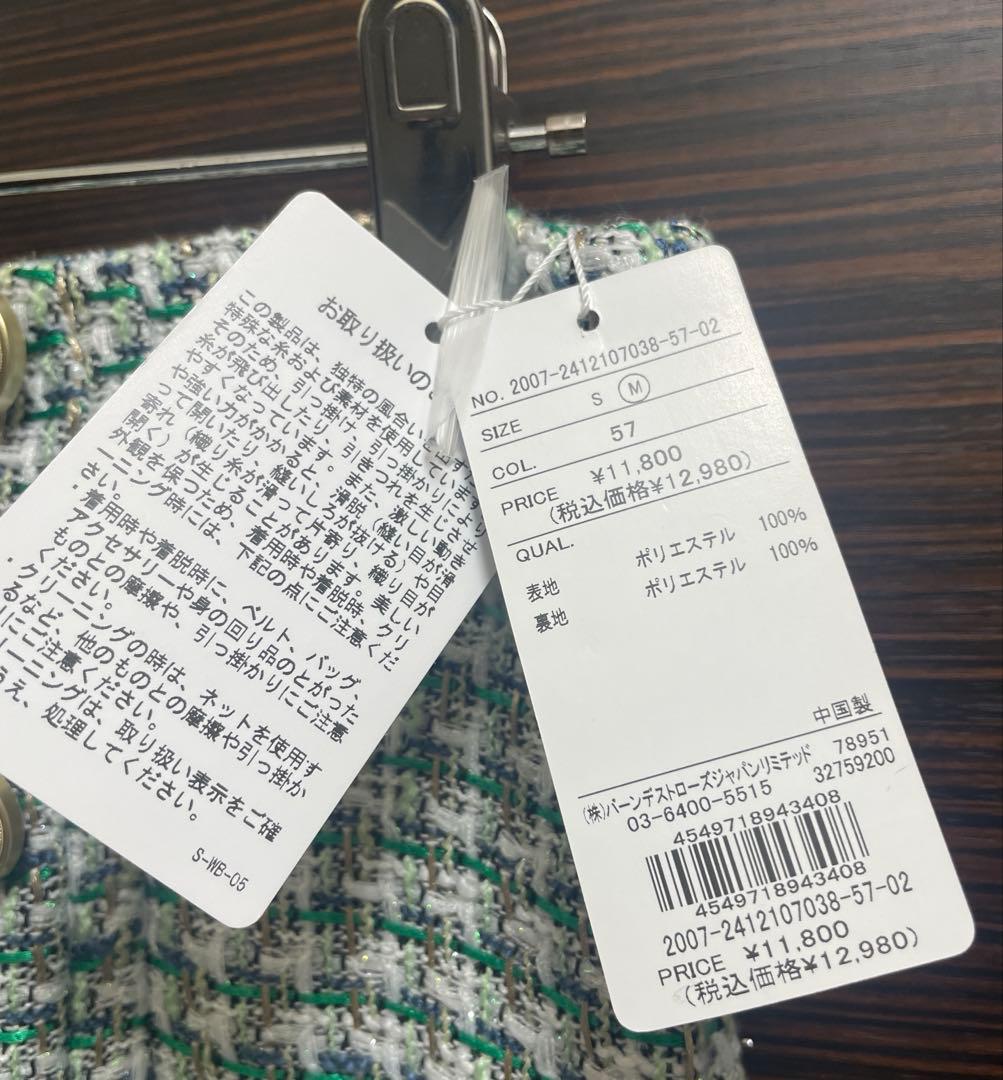 お取り扱いの
この製品は、独特の風合いを
特殊な糸および素材を使用しています
そのため、引っ掛け、引っ掛かりにより
糸が飛び出したり、引きつれを生じさせ
やすくなっています。また、激しい動き
や強い力がかかると、滑脱（縫い目が滑
って開いたり、縫いしろが抜ける）や目
寄れ（織り糸が滑って片寄り、織り目が
開く）が生じることがあります。美しい
外観を保つため、着用時や着脱時、クリ
ーニング時には、下記の点にご注意くだ
さい。
・着用時や着脱時に、ベルト、バッグ、
アクセサリーや身の回り品のとがった
ものとの摩擦や、引っ掛かりにご注意
ください。
・クリーニングの時は、ネットを使用す
るなど、他のものとの摩擦や引っ掛か
りにご注意ください。
ーニングは、取り扱い表示をご確
うえ、処理してください。
S-WB-05
NO. 2007-2412107038-57-02
SIZE S M
COL. 57
PRICE ¥11,800
(税込価格¥12,980)
QUAL.
表地 ポリエステル 100%
裏地 ポリエステル 100%
中国製
(株)バーンデストローズジャパンリミテッド 78951
03-6400-5515 32759200
4549718943408
4549718943408
2007-2412107038-57-02
PRICE ¥11,800
(税込価格¥12,980)